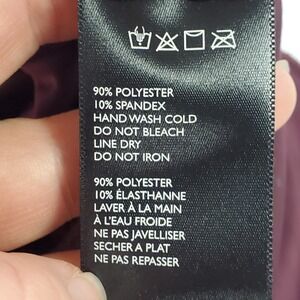 90% POLYESTER
10% SPANDEX
HAND WASH COLD
DO NOT BLEACH
LINE DRY
DO NOT IRON
90% POLYESTER
10% ÉLASTHANNE
LAVER À LA MAIN
À L'EAU FROIDE
NE PAS JAVELLISER
SECHER A PLAT
NE PAS REPASSER